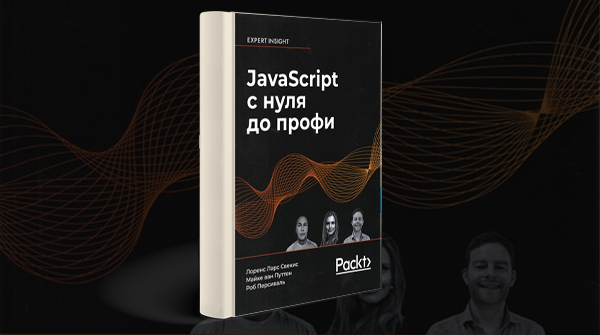 EXPERT INSIGHT
JavaScript
с нуля
до профи
Лоренс Ларс Свекис
Майке ван Путтен
Роб Персиваль
Packt>